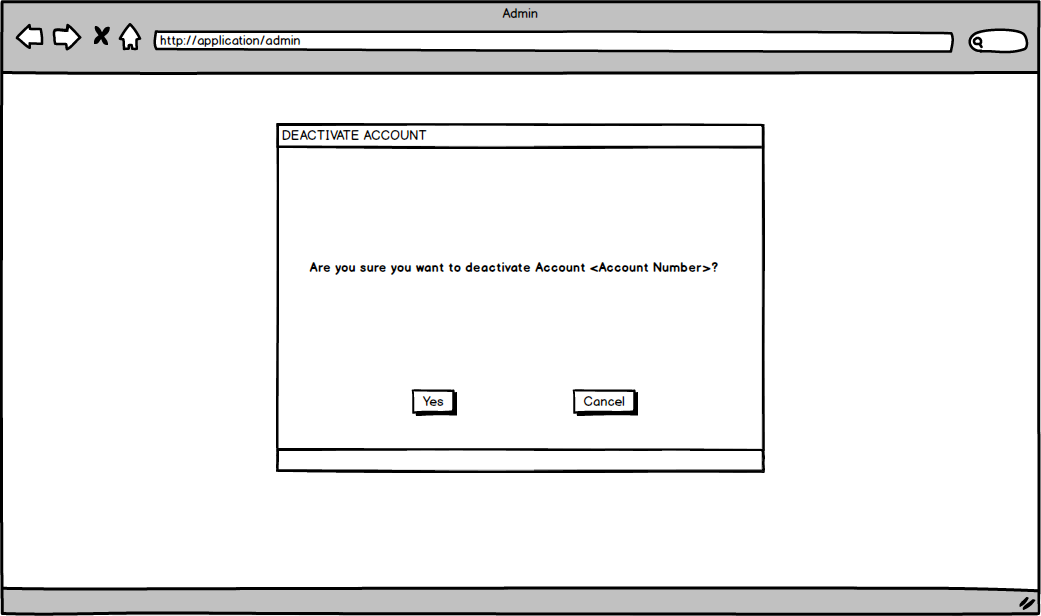 Admin
http://application/admin
DEACTIVATE ACCOUNT
Are you sure you want to deactivate Account <Account Number>?
Yes
Cancel